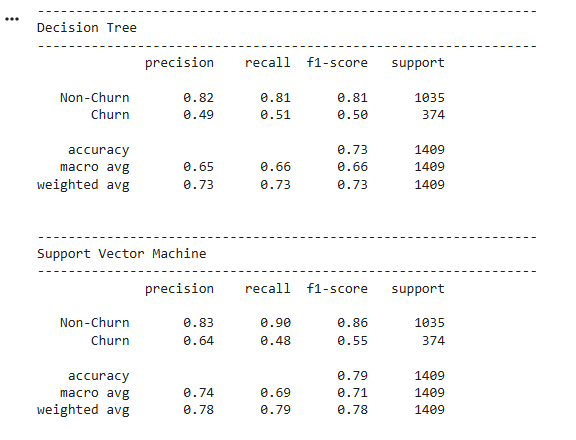 ----------------------------------------------------------------
Decision Tree
----------------------------------------------------------------
precision recall f1-score support
Non-Churn 0.82 0.81 0.81 1035
Churn 0.49 0.51 0.50 374
accuracy 0.73 1409
macro avg 0.65 0.66 0.66 1409
weighted avg 0.73 0.73 0.73 1409
----------------------------------------------------------------
Support Vector Machine
----------------------------------------------------------------
precision recall f1-score support
Non-Churn 0.83 0.90 0.86 1035
Churn 0.64 0.48 0.55 374
accuracy 0.79 1409
macro avg 0.74 0.69 0.71 1409
weighted avg 0.78 0.79 0.78 1409